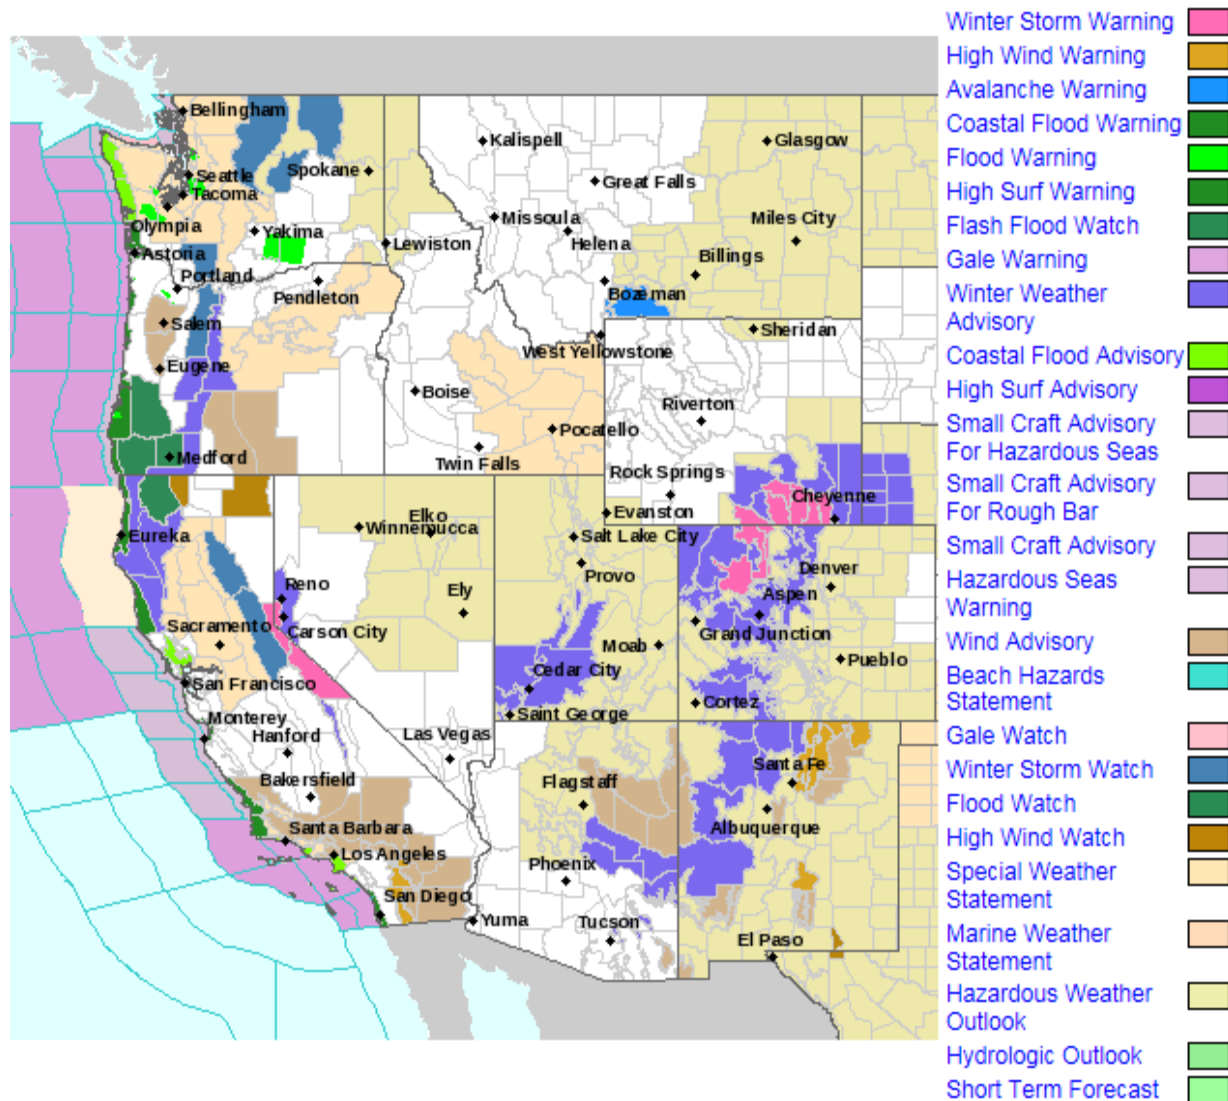 Bellingham
Seattle
Tacoma
Olympia
Spokane
Yakima
Astoria
Portland
Lewiston
Pendleton
Salem
Eugene
Medford
Kalispell
Great Falls
Glasgow
Missoula
Helena
Miles City
Billings
Bozeman
West Yellowstone
Sheridan
Boise
Pocatello
Twin Falls
Riverton
Rock Springs
Cheyenne
Evanston
Eureka
Elko
Winnemucca
Salt Lake City
Provo
Reno
Ely
Carson City
Sacramento
San Francisco
Denver
Aspen
Grand Junction
Moab
Pueblo
Cedar City
Cortez
Saint George
Monterey
Hanford
Las Vegas
Bakersfield
Flagstaff
Santa Fe
Albuquerque
Santa Barbara
Los Angeles
San Diego
Phoenix
Yuma
Tucson
El Paso
Winter Storm Warning
High Wind Warning
Avalanche Warning
Coastal Flood Warning
Flood Warning
High Surf Warning
Flash Flood Watch
Gale Warning
Winter Weather
Advisory
Coastal Flood Advisory
High Surf Advisory
Small Craft Advisory
For Hazardous Seas
Small Craft Advisory
For Rough Bar
Small Craft Advisory
Hazardous Seas
Warning
Wind Advisory
Beach Hazards
Statement
Gale Watch
Winter Storm Watch
Flood Watch
High Wind Watch
Special Weather
Statement
Marine Weather
Statement
Hazardous Weather
Outlook
Hydrologic Outlook
Short Term Forecast